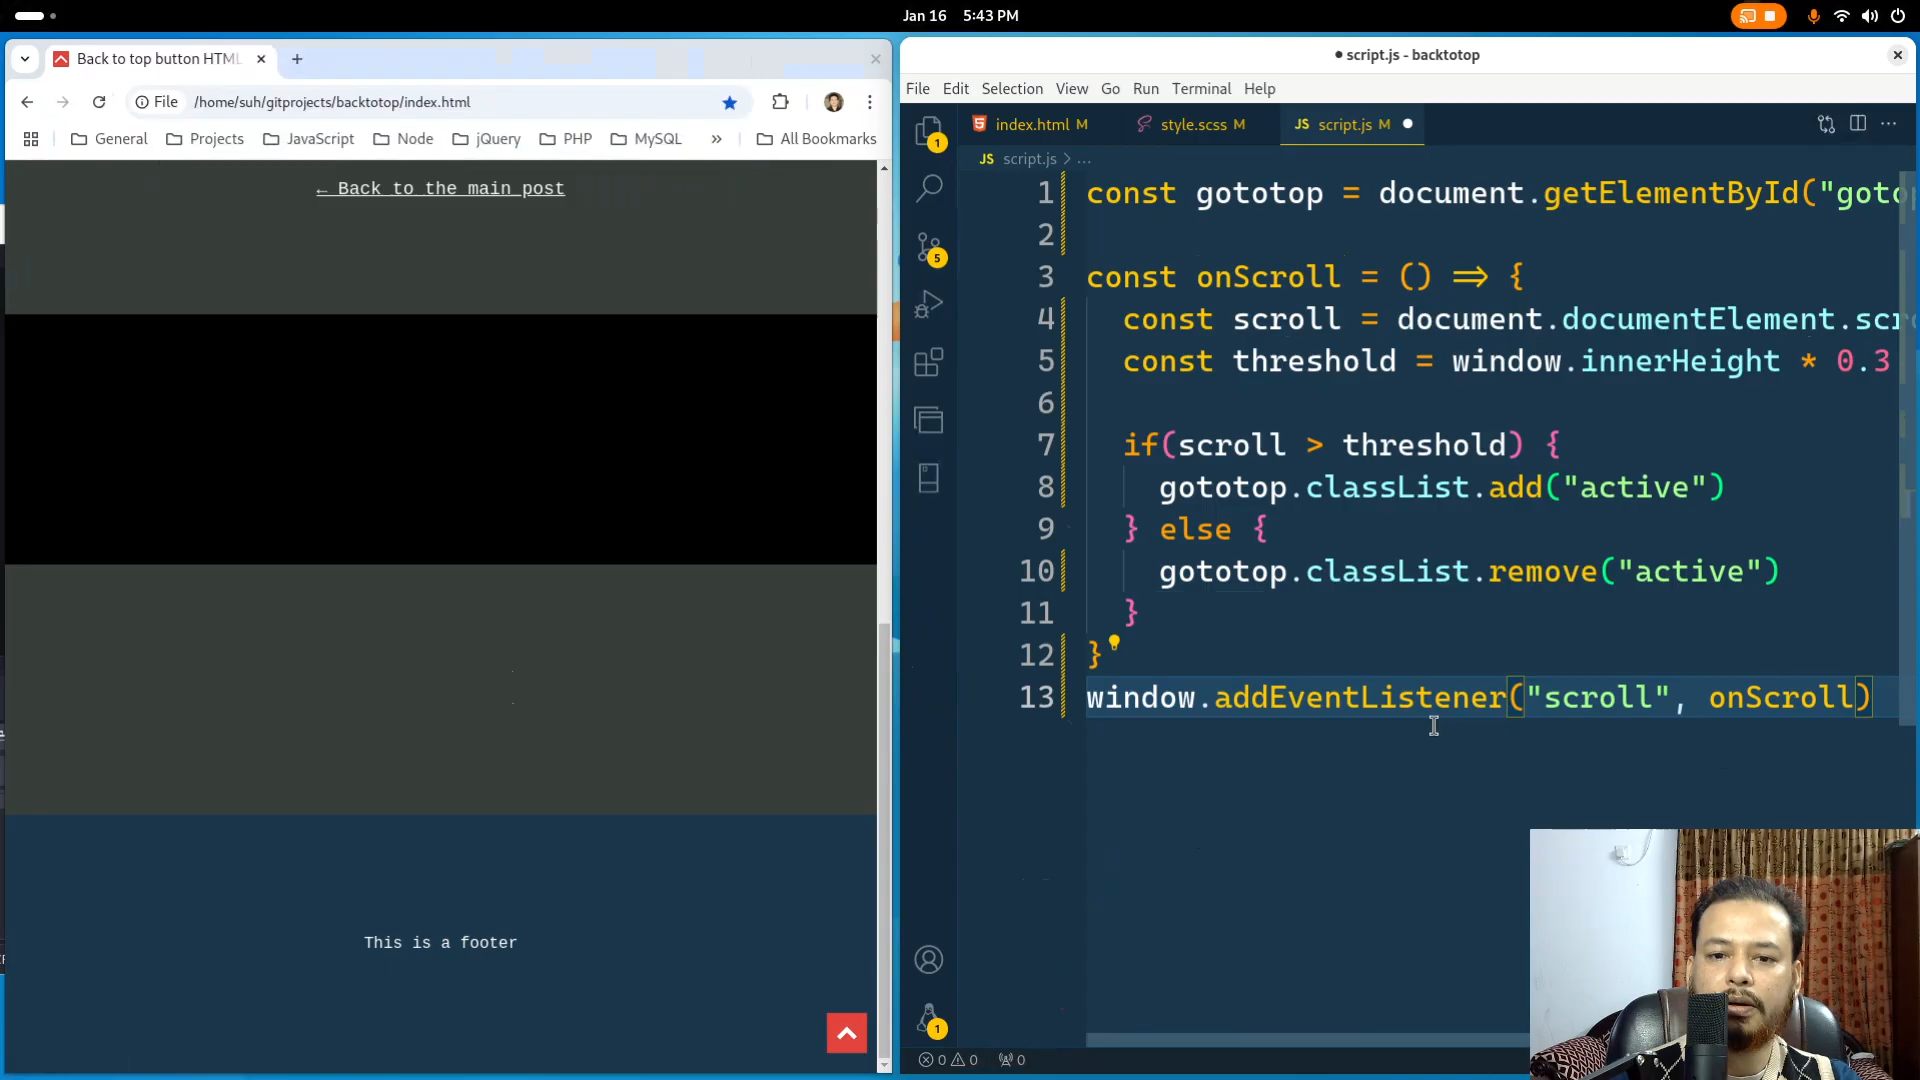 Jan 16 5:43 PM
Back to top button HTML
File /home/suh/gitprojects/backtotop/index.html
General Projects JavaScript Node jQuery PHP MySQL » All Bookmarks
← Back to the main post
This is a footer
script.js - backtotop
File Edit Selection View Go Run Terminal Help
index.html M style.scss M JS script.js M
JS script.js > ...
1
5
1
1 const gototop = document.getElementById("goto
2
3 const onScroll = () => {
4 const scroll = document.documentElement.scr
5 const threshold = window.innerHeight * 0.3
6
7 if(scroll > threshold) {
8 gototop.classList.add("active")
9 } else {
10 gototop.classList.remove("active")
11 }
12 }
13 window.addEventListener("scroll", onScroll)
0 0 0